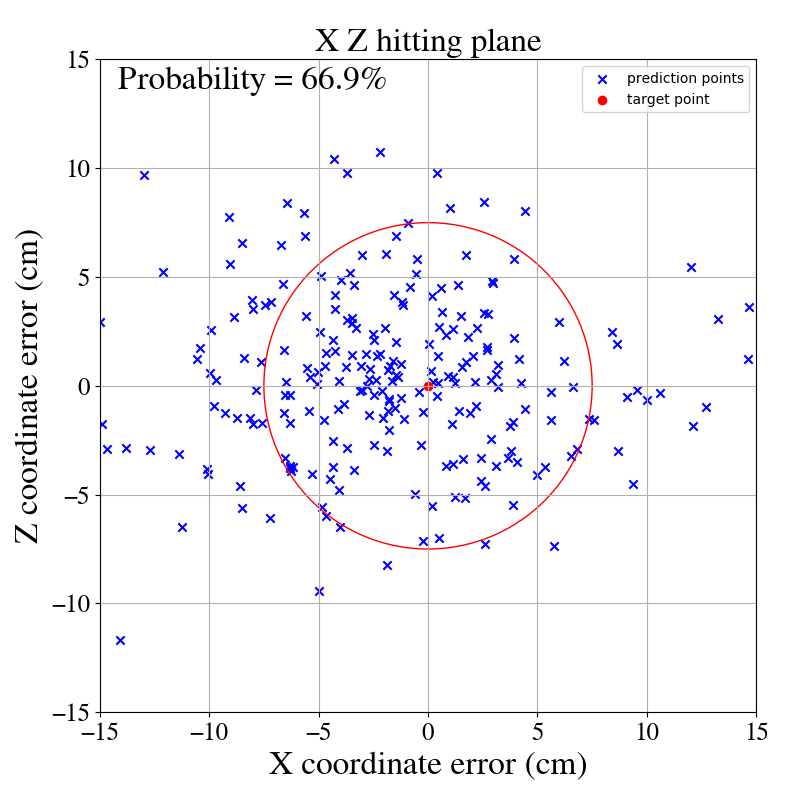 X Z hitting plane
Probability = 66.9%
prediction points
target point
15
10
5
0
−5
−10
−15
Z coordinate error (cm)
−15 −10 −5 0 5 10 15
X coordinate error (cm)